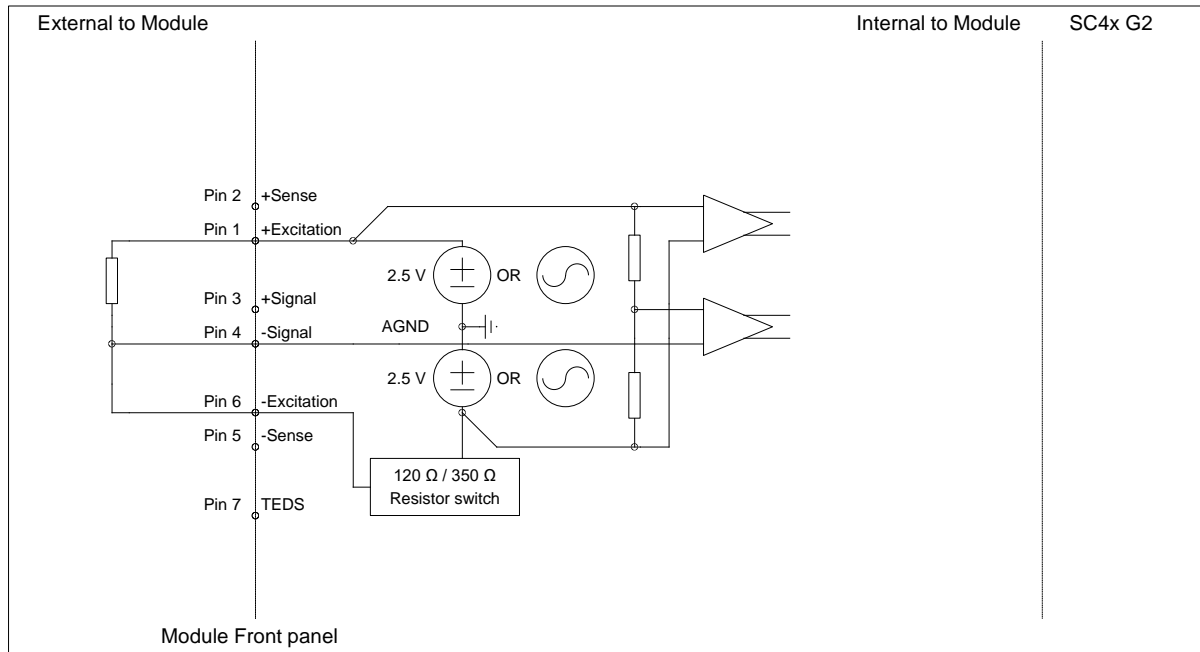 External to Module
Internal to Module
SC4x G2
Pin 2
+Sense
Pin 1
+Excitation
2.5 V
OR
Pin 3
+Signal
AGND
Pin 4
-Signal
2.5 V
OR
Pin 6
-Excitation
Pin 5
-Sense
120 Ω / 350 Ω
Resistor switch
Pin 7
TEDS
Module Front panel